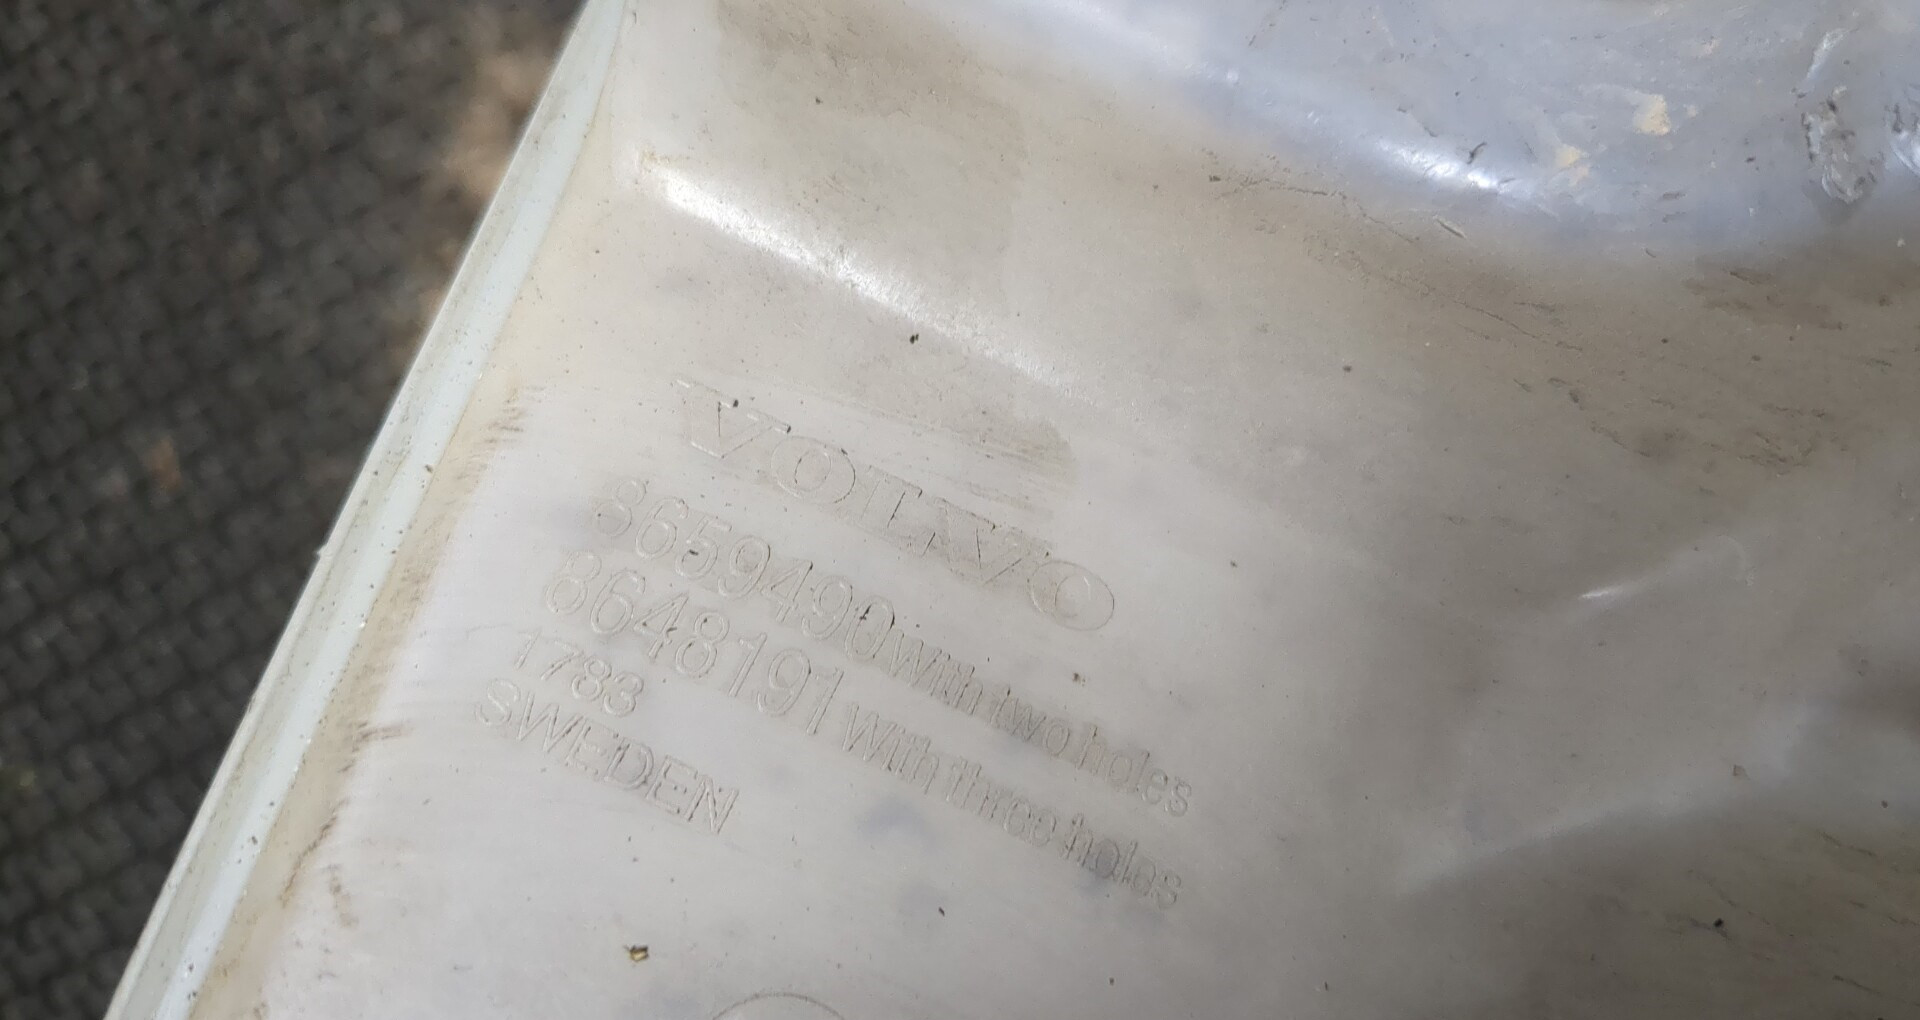 VOLVO
8659490 with two holes
8648191 with three holes
1783
SWEDEN